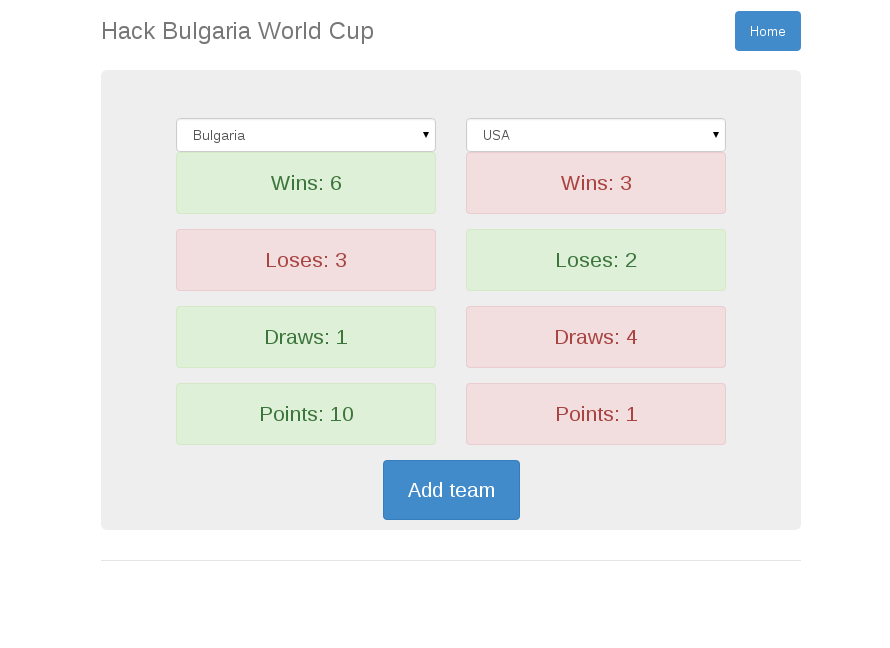 Hack Bulgaria World Cup
Home
Bulgaria
USA
Wins: 6
Wins: 3
Loses: 3
Loses: 2
Draws: 1
Draws: 4
Points: 10
Points: 1
Add team